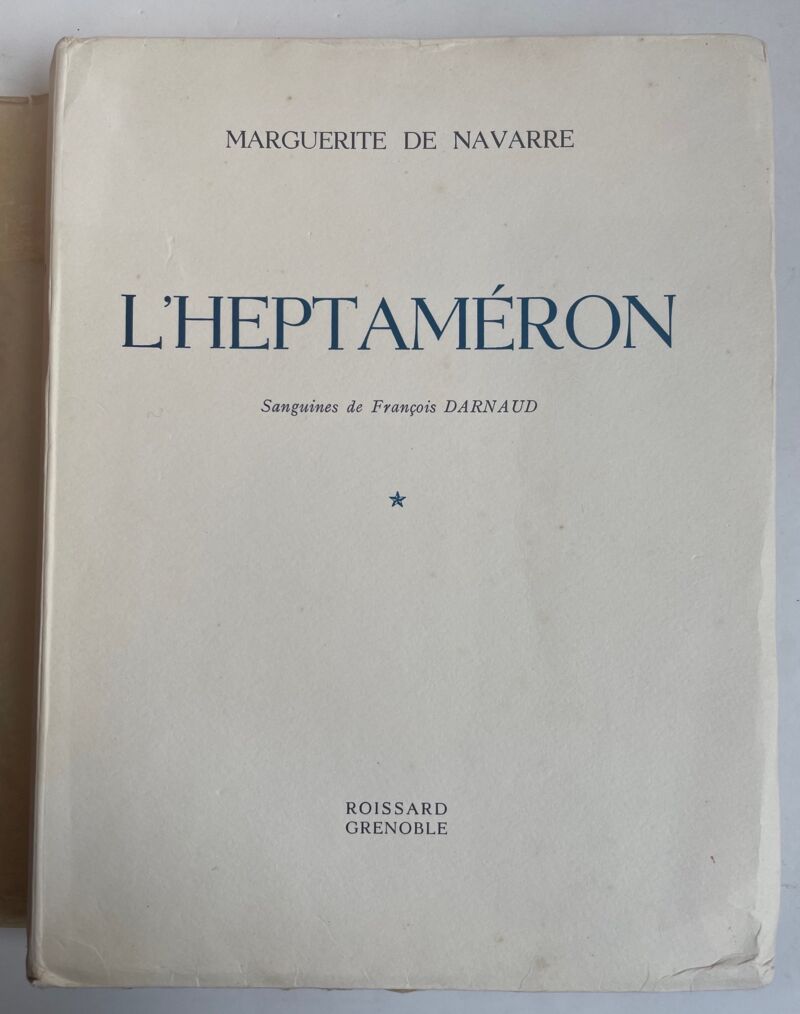 MARGUERITE DE NAVARRE
L'HEPTAMÉRON
Sanguines de François DARNAUD
ROISSARD
GRENOBLE